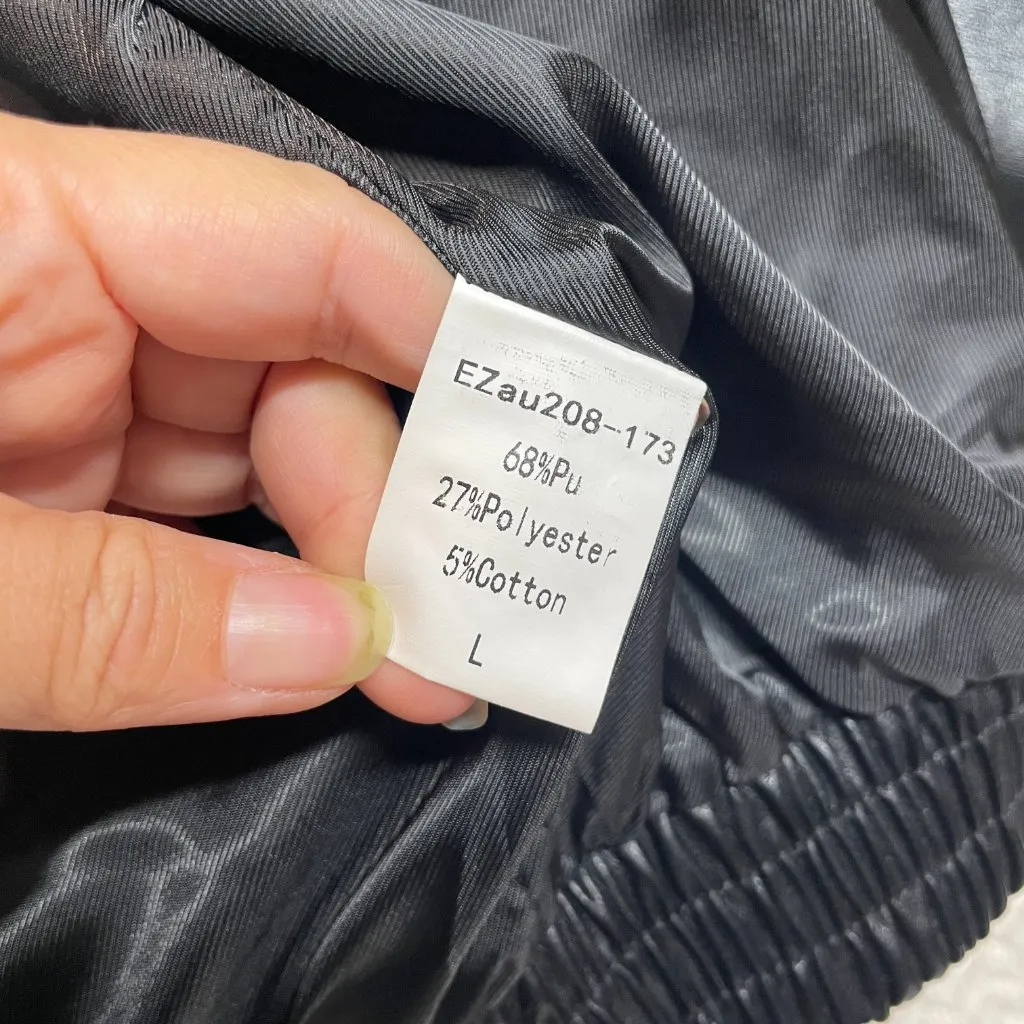 EZau208-173
68%Pu
27%Polyester
5%Cotton
L